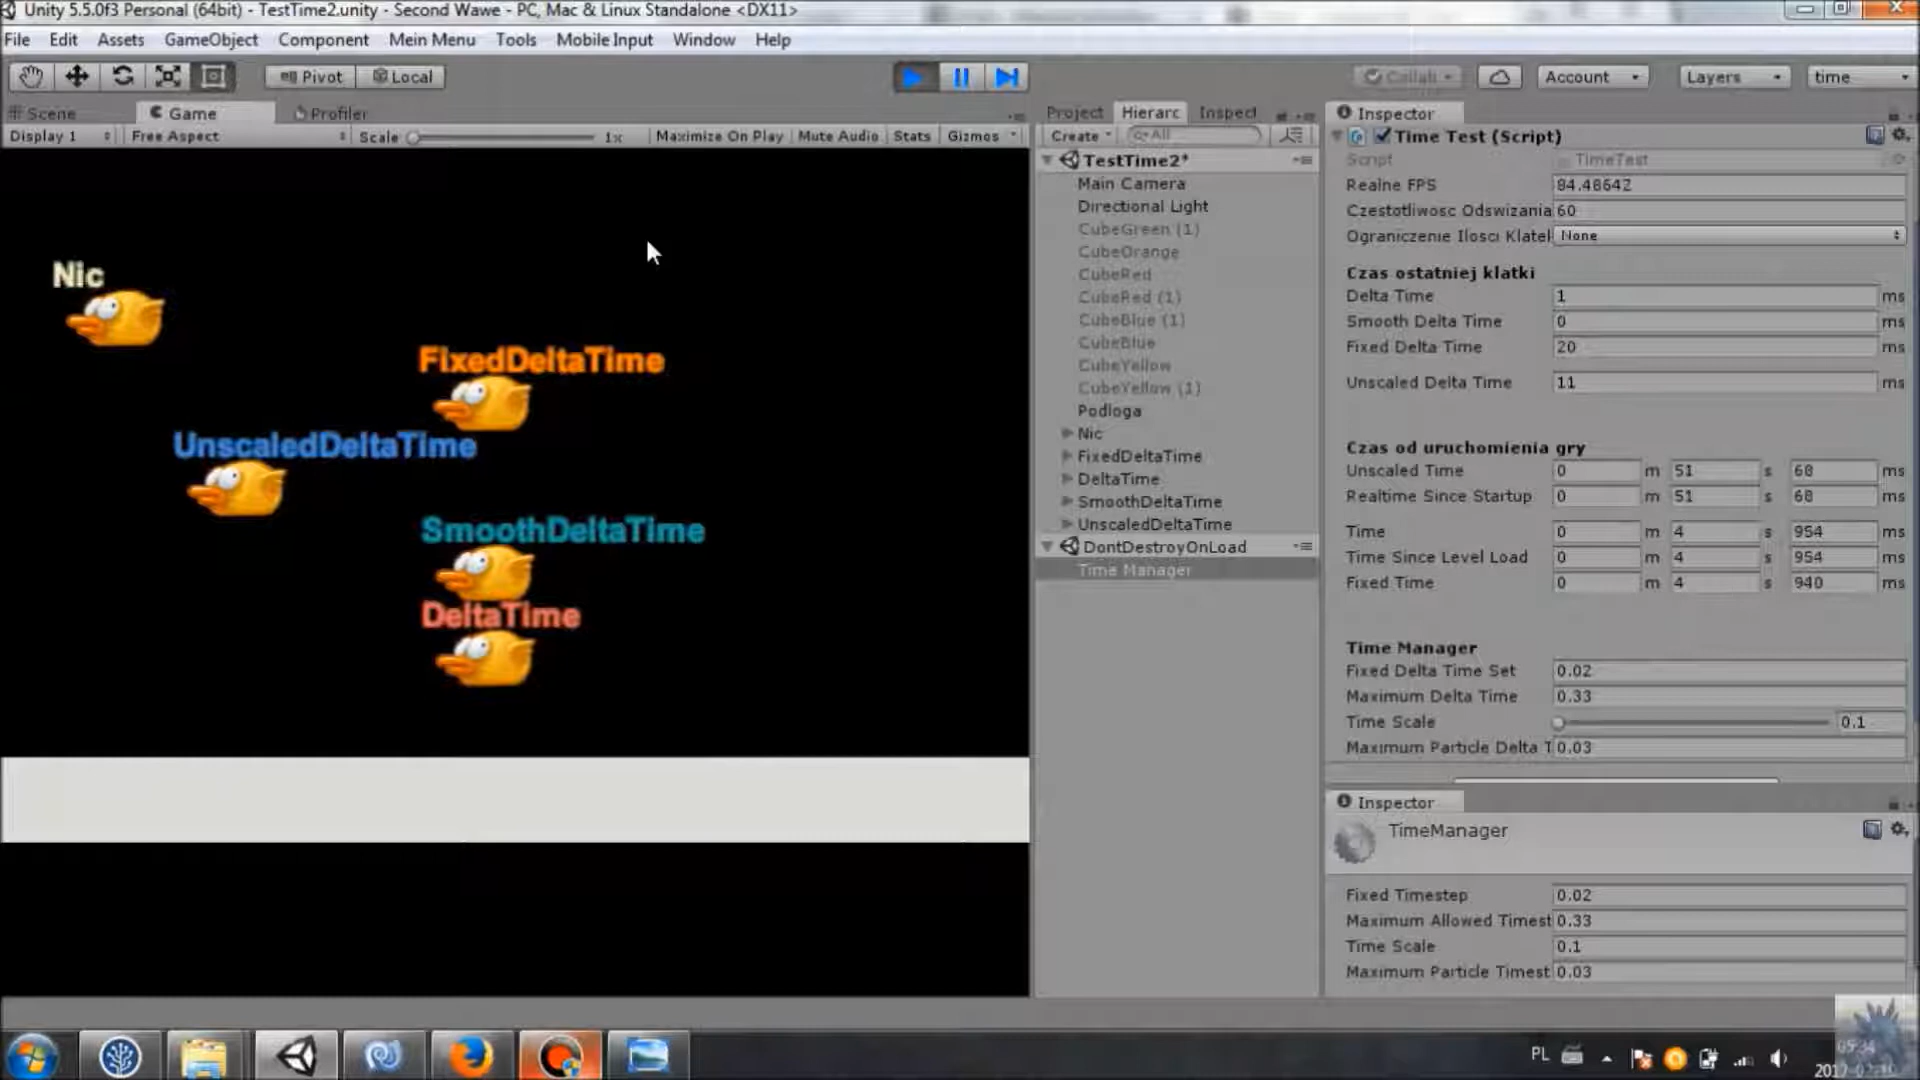 Unity 5.5.0f3 Personal (64bit) - TestTime2.unity - Second Wawe - PC, Mac & Linux Standalone <DX11>
File Edit Assets GameObject Component Mein Menu Tools Mobile Input Window Help
Pivot Local Collab Account Layers time
Scene Game Profiler
Display 1 Free Aspect Scale 1x Maximize On Play Mute Audio Stats Gizmos
Nic
FixedDeltaTime
UnscaledDeltaTime
SmoothDeltaTime
DeltaTime
Project Hierarc Inspect
Create All
TestTime2*
Main Camera
Directional Light
CubeGreen (1)
CubeOrange
CubeRed
CubeRed (1)
CubeBlue (1)
CubeBlue
CubeYellow
CubeYellow (1)
Podloga
Nic
FixedDeltaTime
DeltaTime
SmoothDeltaTime
UnscaledDeltaTime
DontDestroyOnLoad
Time Manager
Inspector
Time Test (Script)
Script TimeTest
Realne FPS 84.48642
Czestotliwosc Odswizania 60
Ograniczenie Ilosci Klatel None
Czas ostatniej klatki
Delta Time 1 ms
Smooth Delta Time 0 ms
Fixed Delta Time 20 ms
Unscaled Delta Time 11 ms
Czas od uruchomienia gry
Unscaled Time 0 m 51 s 68 ms
Realtime Since Startup 0 m 51 s 68 ms
Time 0 m 4 s 954 ms
Time Since Level Load 0 m 4 s 954 ms
Fixed Time 0 m 4 s 940 ms
Time Manager
Fixed Delta Time Set 0.02
Maximum Delta Time 0.33
Time Scale 0.1
Maximum Particle Delta T 0.03
Inspector
TimeManager
Fixed Timestep 0.02
Maximum Allowed Timest 0.33
Time Scale 0.1
Maximum Particle Timest 0.03
PL
05:34